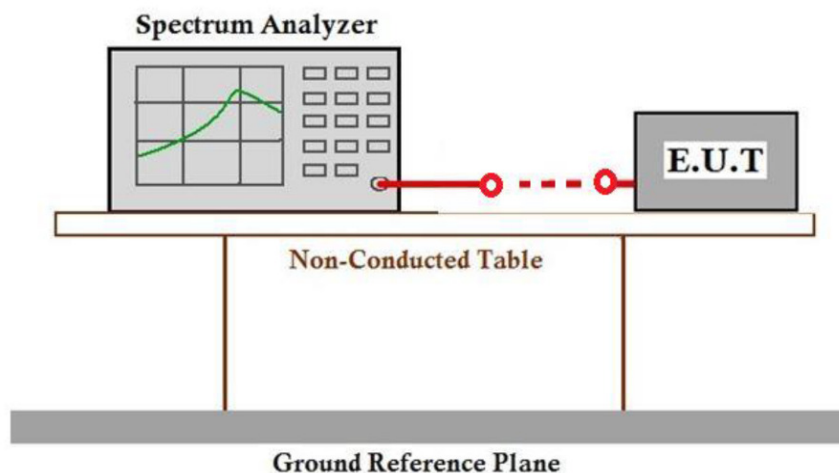 Spectrum Analyzer
E.U.T
Non-Conducted Table
Ground Reference Plane